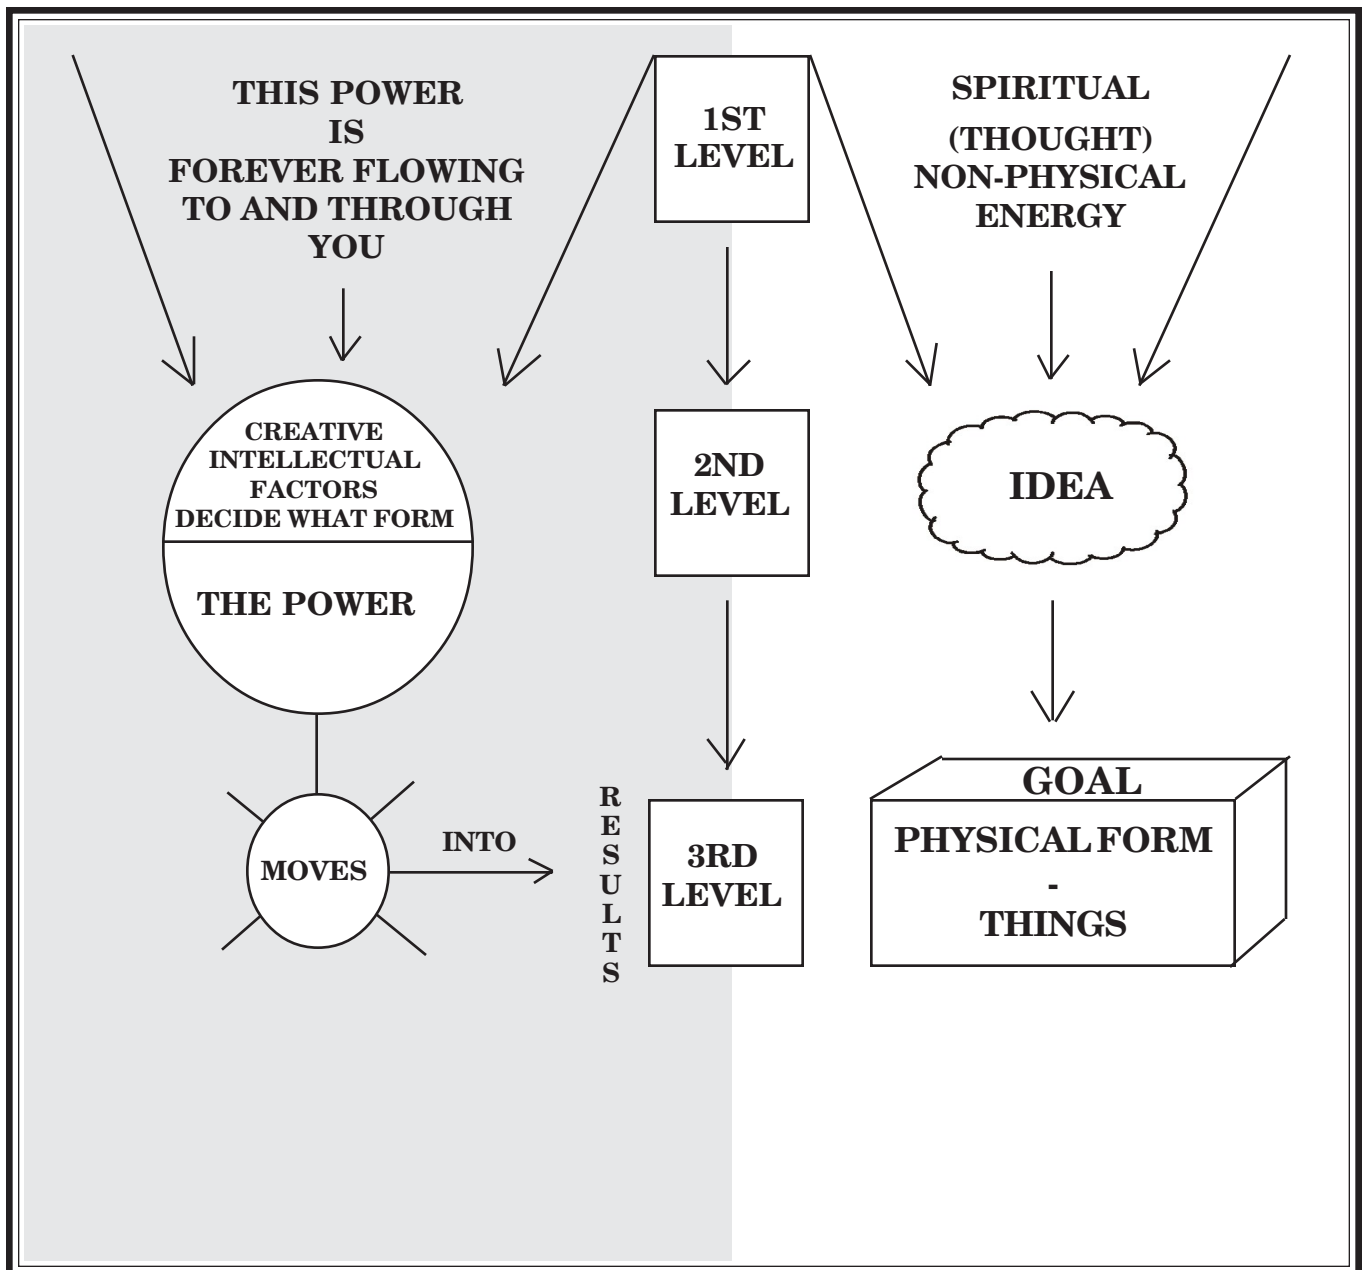 THIS POWER
IS
FOREVER FLOWING
TO AND THROUGH
YOU
1ST
LEVEL
SPIRITUAL
(THOUGHT)
NON-PHYSICAL
ENERGY
CREATIVE
INTELLECTUAL
FACTORS
DECIDE WHAT FORM
THE POWER
2ND
LEVEL
IDEA
MOVES
INTO
RESULTS
3RD
LEVEL
GOAL
PHYSICAL FORM
-
THINGS